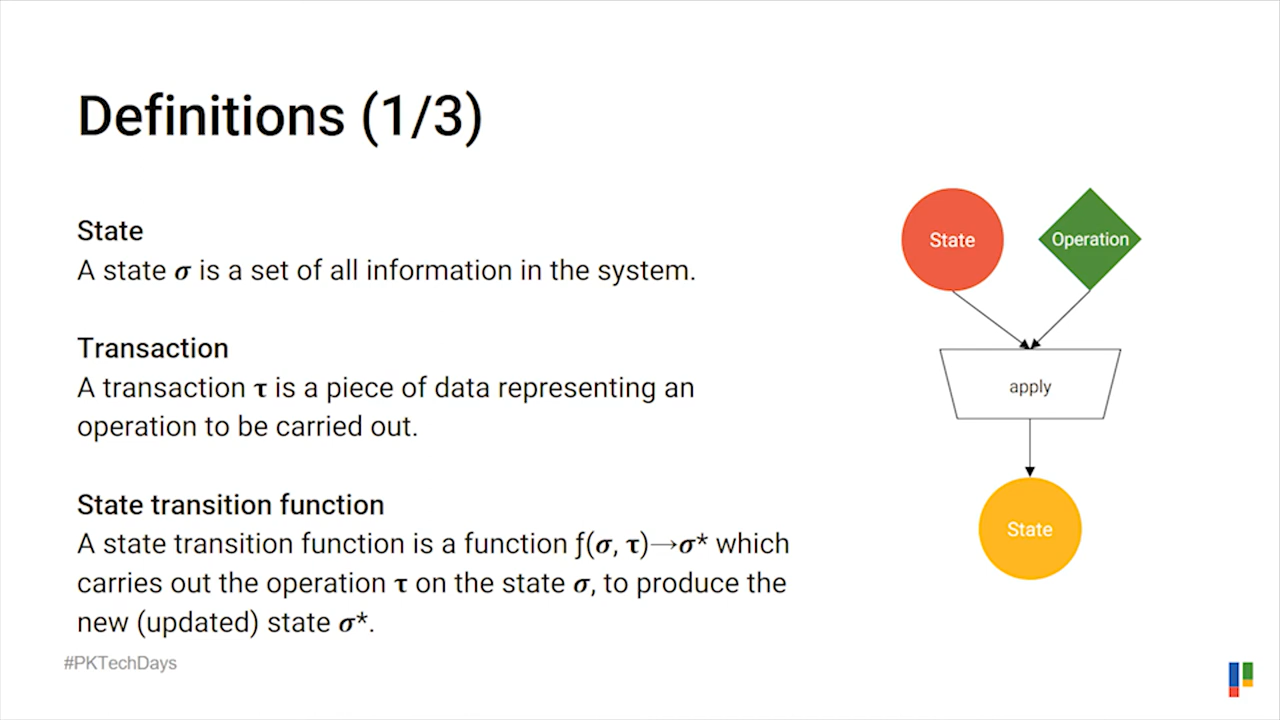 Definitions (1/3)
State
A state σ is a set of all information in the system.
Transaction
A transaction τ is a piece of data representing an
operation to be carried out.
State transition function
A state transition function is a function ƒ(σ, τ)→σ* which
carries out the operation τ on the state σ, to produce the
new (updated) state σ*.
State
Operation
apply
State
#PKTechDays